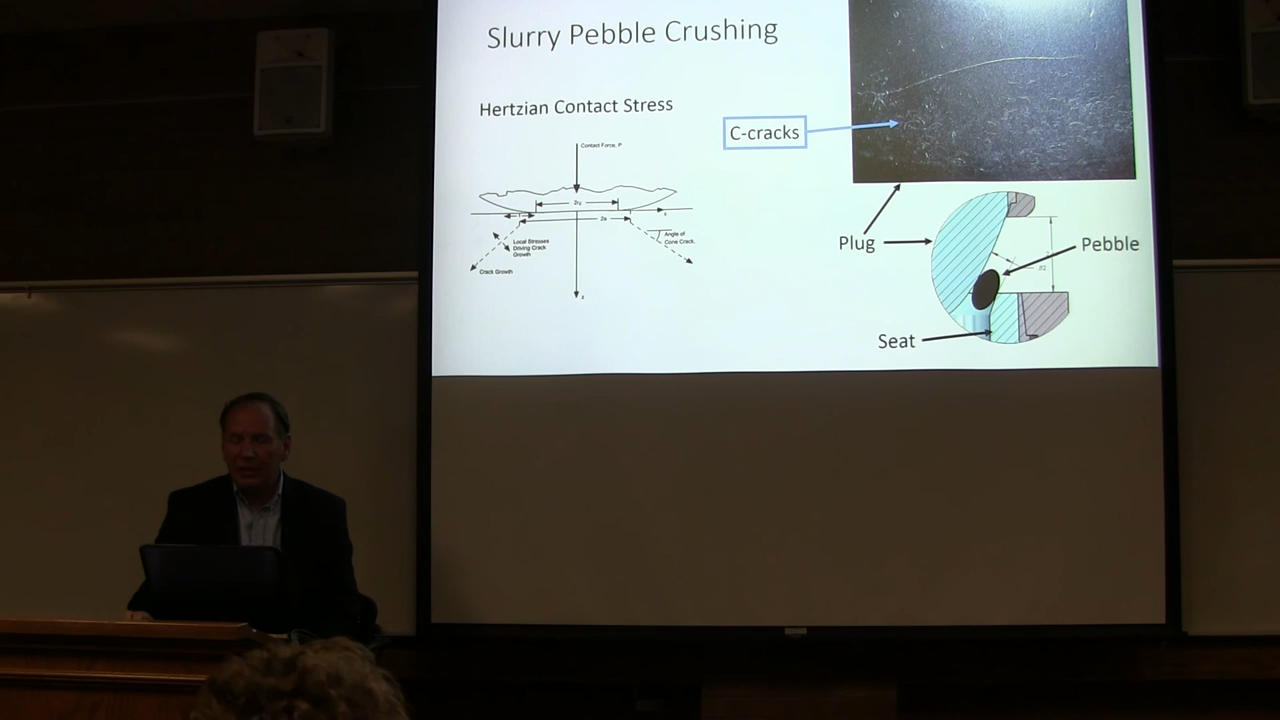 Slurry Pebble Crushing
Hertzian Contact Stress
C-cracks
Contact Force, P
2a
Local Stresses
Driving Crack
Growth
Angle of
Cone Crack.
Crack Growth
z
Plug
Pebble
Seat